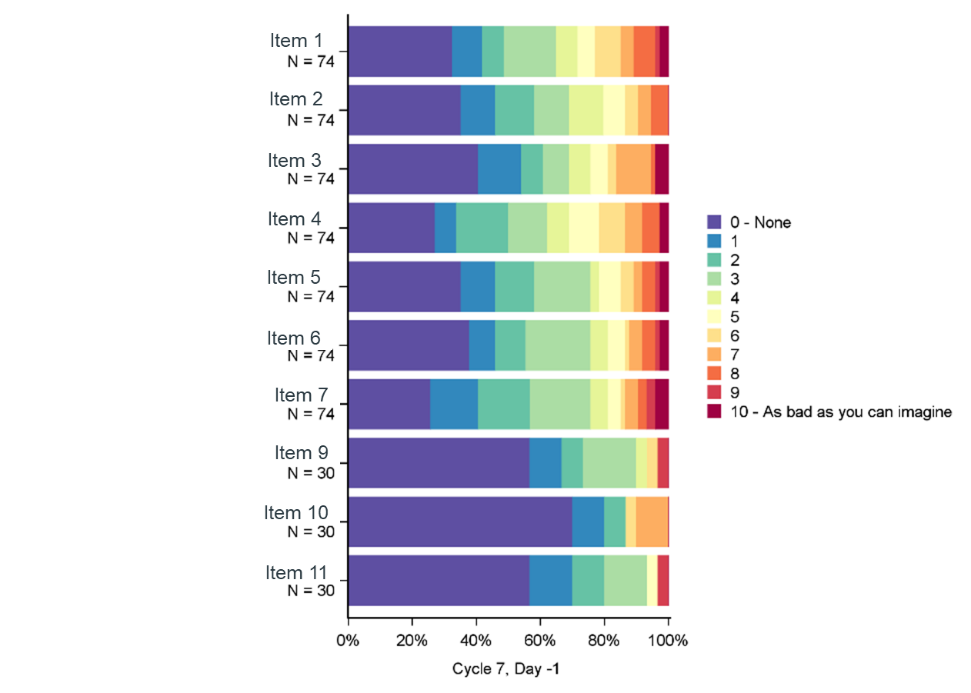 Item 1
N = 74
Item 2
N = 74
Item 3
N = 74
Item 4
N = 74
Item 5
N = 74
Item 6
N = 74
Item 7
N = 74
Item 9
N = 30
Item 10
N = 30
Item 11
N = 30
0% 20% 40% 60% 80% 100%
Cycle 7, Day -1
0 - None
1
2
3
4
5
6
7
8
9
10 - As bad as you can imagine